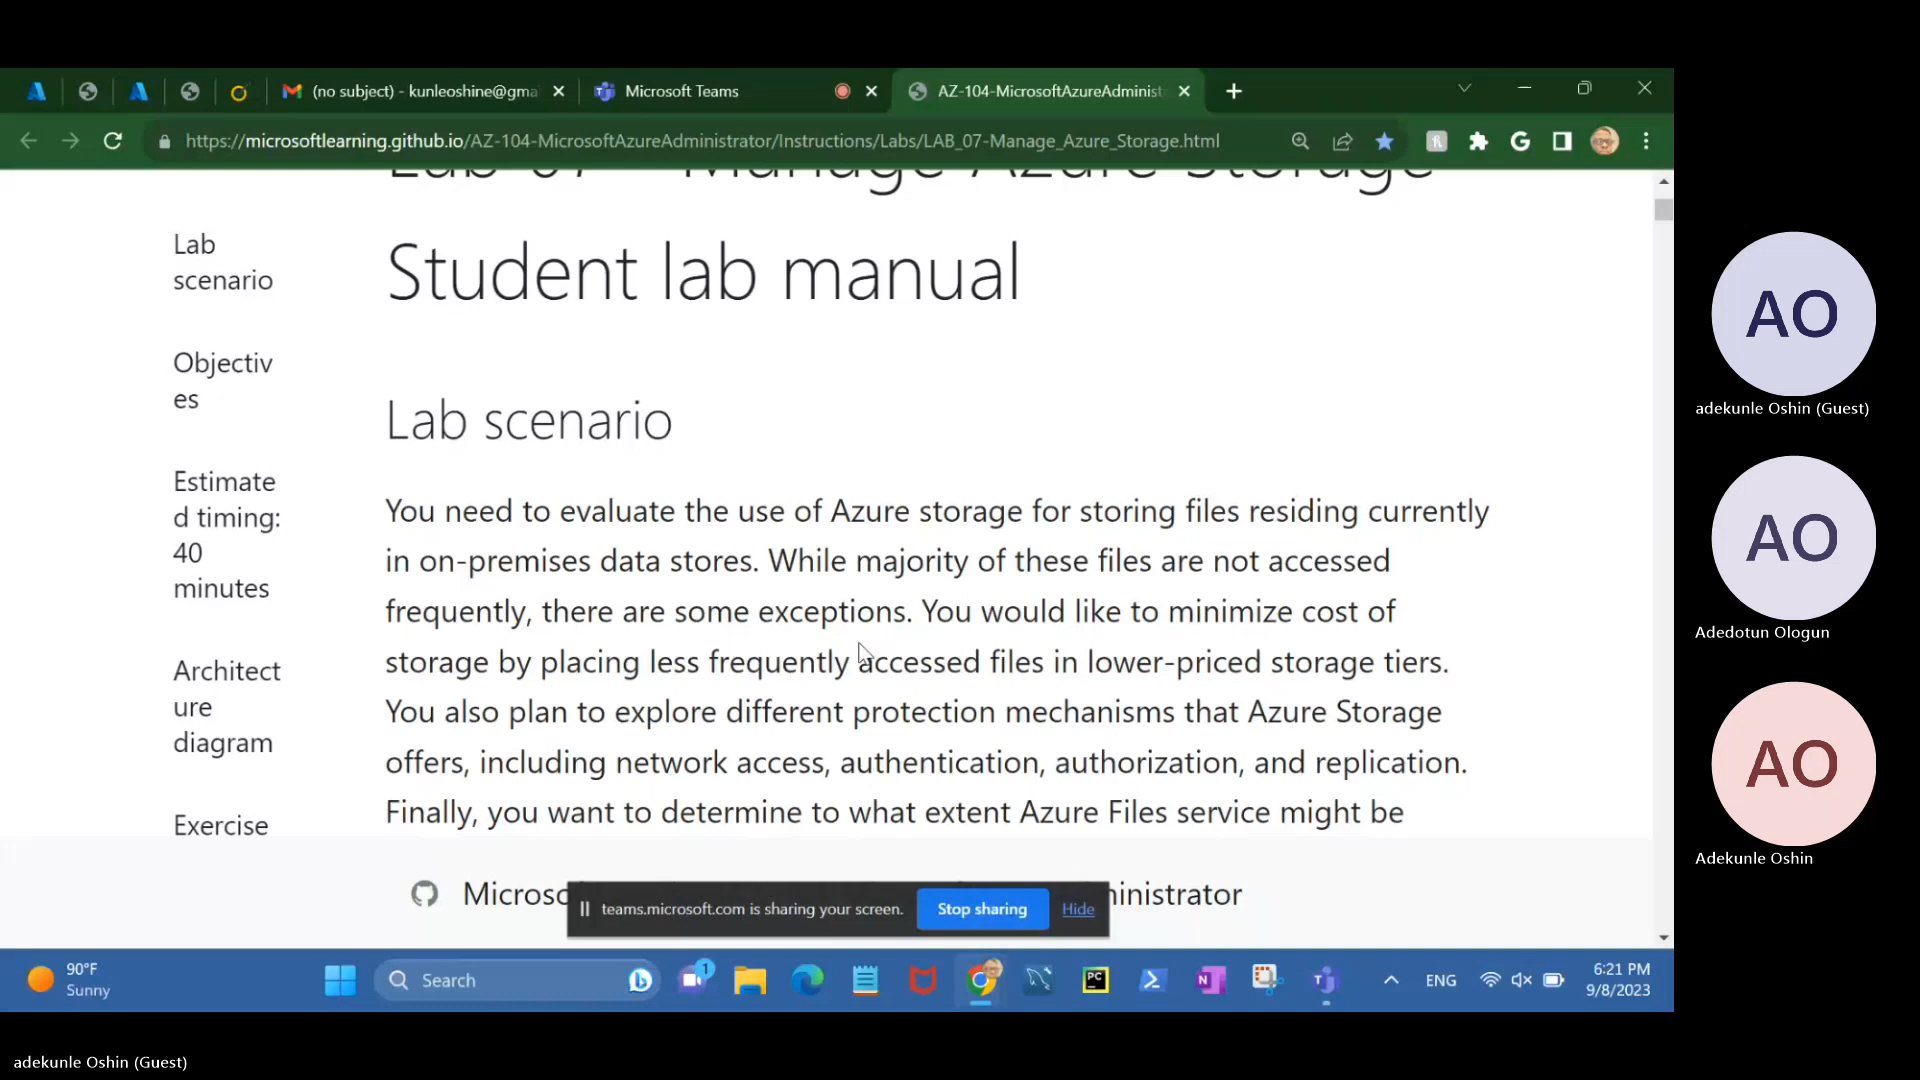 (no subject) - kunleoshine@gma
Microsoft Teams
AZ-104-MicrosoftAzureAdminist
https://microsoftlearning.github.io/AZ-104-MicrosoftAzureAdministrator/Instructions/Labs/LAB_07-Manage_Azure_Storage.html
Lab 07 - Manage Azure Storage
Student lab manual
Lab
scenario
Objectiv
es
Estimate
d timing:
40
minutes
Architect
ure
diagram
Exercise
Lab scenario
You need to evaluate the use of Azure storage for storing files residing currently
in on-premises data stores. While majority of these files are not accessed
frequently, there are some exceptions. You would like to minimize cost of
storage by placing less frequently accessed files in lower-priced storage tiers.
You also plan to explore different protection mechanisms that Azure Storage
offers, including network access, authentication, authorization, and replication.
Finally, you want to determine to what extent Azure Files service might be
Microso
ministrator
teams.microsoft.com is sharing your screen.
Stop sharing
Hide
90°F
Sunny
Search
1
PC
N
T
ENG
6:21 PM
9/8/2023
AO
adekunle Oshin (Guest)
AO
Adedotun Ologun
AO
Adekunle Oshin
adekunle Oshin (Guest)